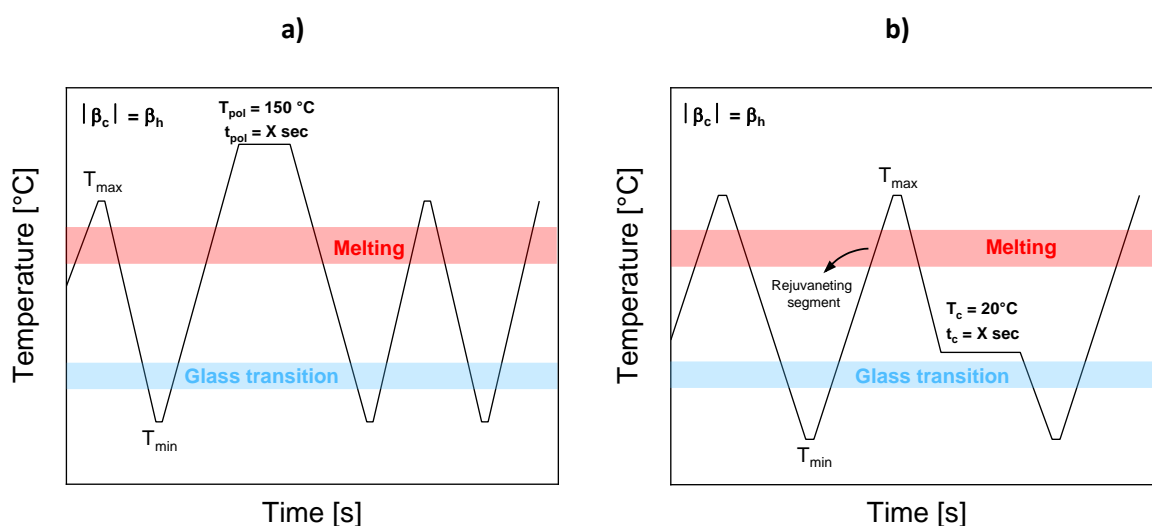 a)
|βc| = βh
Tpol = 150 °C
tpol = X sec
Tmax
Melting
Glass transition
Tmin
Temperature [°C]
Time [s]
b)
|βc| = βh
Tmax
Melting
Rejuvaneting
segment
Tc = 20°C
tc = X sec
Glass transition
Tmin
Temperature [°C]
Time [s]